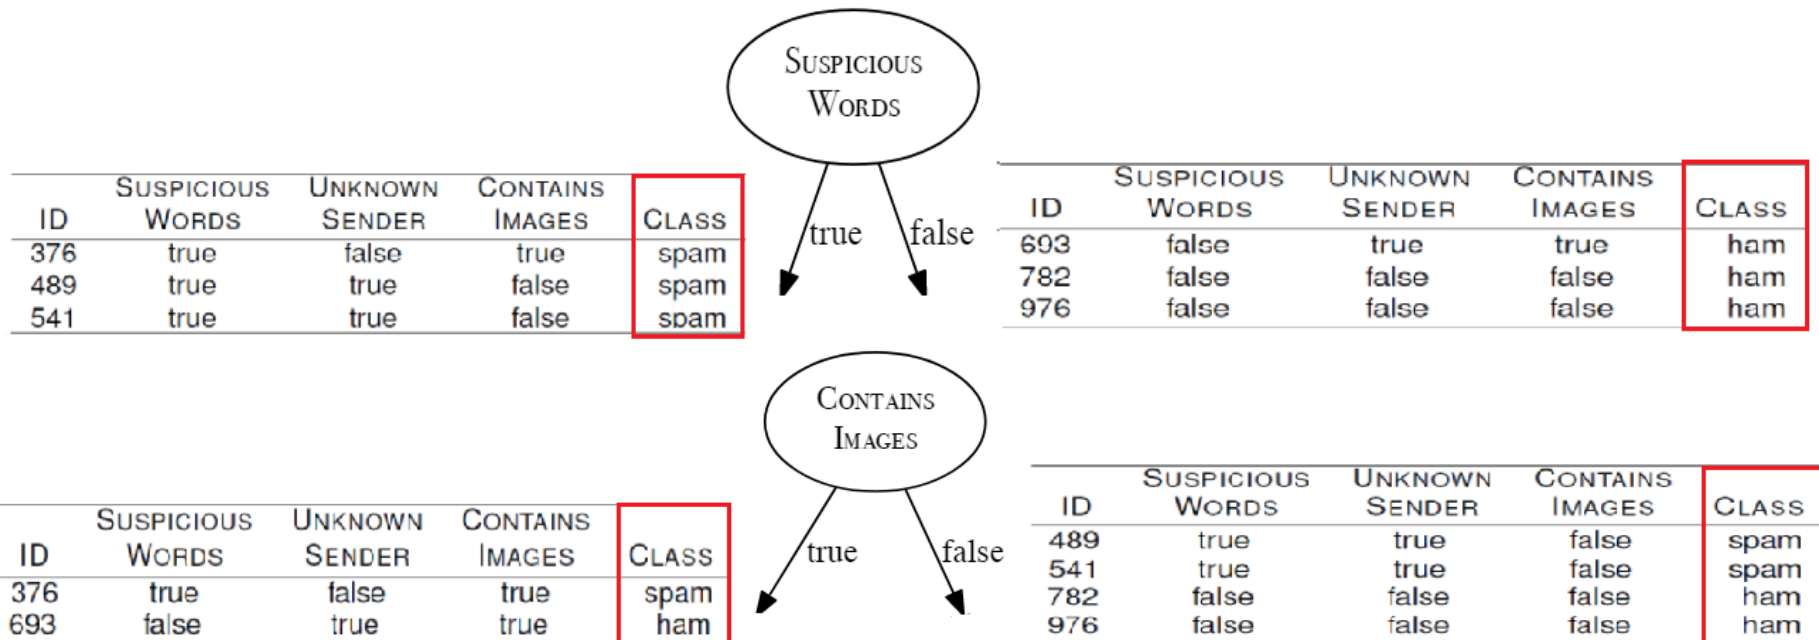 SUSPICIOUS
WORDS
true false
SUSPICIOUS UNKNOWN CONTAINS
ID WORDS SENDER IMAGES CLASS
376 true false true spam
489 true true false spam
541 true true false spam
SUSPICIOUS UNKNOWN CONTAINS
ID WORDS SENDER IMAGES CLASS
693 false true true ham
782 false false false ham
976 false false false ham
CONTAINS
IMAGES
true false
SUSPICIOUS UNKNOWN CONTAINS
ID WORDS SENDER IMAGES CLASS
376 true false true spam
693 false true true ham
SUSPICIOUS UNKNOWN CONTAINS
ID WORDS SENDER IMAGES CLASS
489 true true false spam
541 true true false spam
782 false false false ham
976 false false false ham